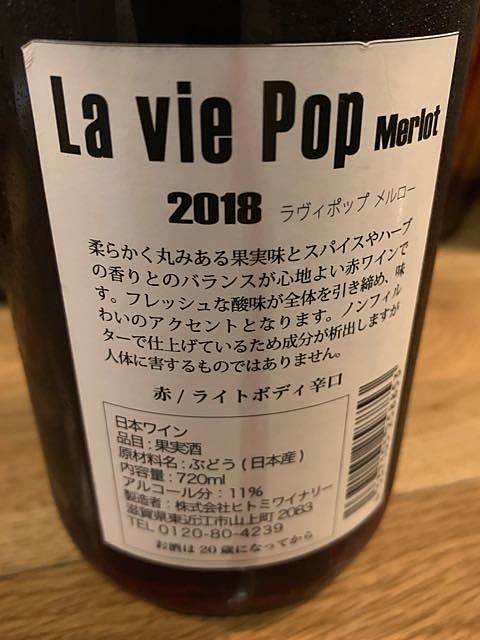 La vie Pop Merlot
2018 ラヴィポップ メルロー
柔らかく丸みある果実味とスパイスやハーブ
の香りとのバランスが心地よい赤ワインで
す。フレッシュな酸味が全体を引き締め、味
わいのアクセントとなります。ノンフィル
ターで仕上げているため成分が析出しますが
人体に害するものではありません。
赤 / ライトボディ辛口
日本ワイン
品目 : 果実酒
原材料名 : ぶどう ( 日本産 )
内容量 : 720ml
アルコール分 : 11%
製造者 : 株式会社ヒトミワイナリー
滋賀県東近江市山上町 2083
TEL 0120-80-4239
お酒は 20 歳になってから